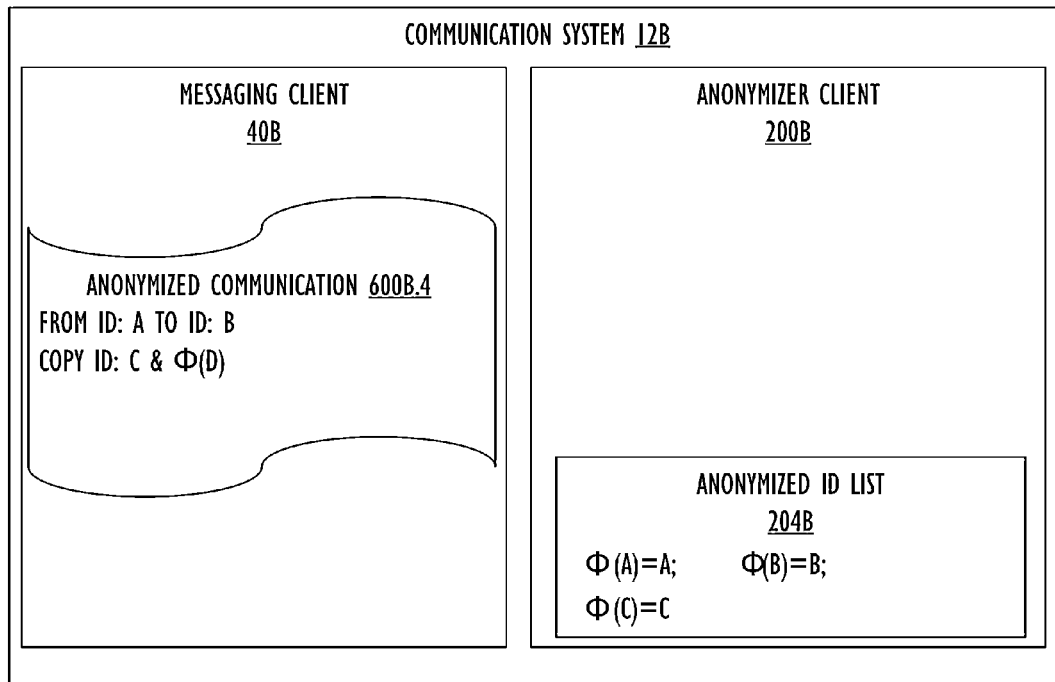 COMMUNICATION SYSTEM 12B
MESSAGING CLIENT
40B
ANONYMIZED COMMUNICATION 600B.4
FROM ID: A TO ID: B
COPY ID: C & Φ(D)
ANONYMIZER CLIENT
200B
ANONYMIZED ID LIST
204B
Φ(A)=A; Φ(B)=B;
Φ(C)=C